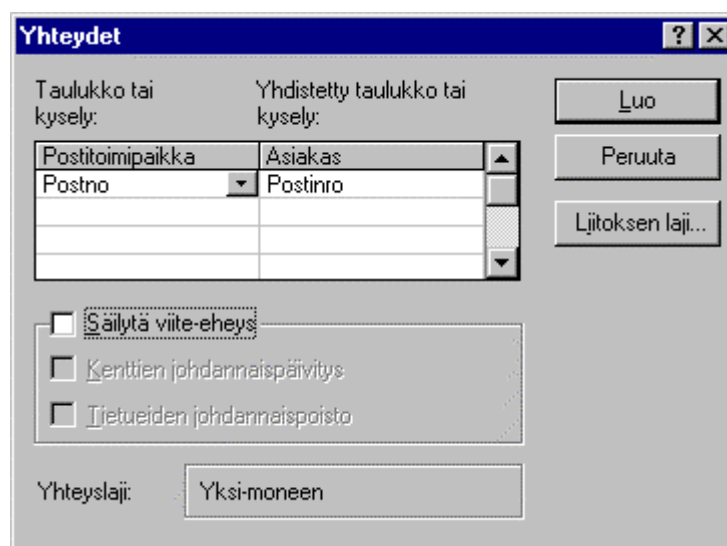 Yhteydet
Taulukko tai kysely:
Yhdistetty taulukko tai kysely:
Postitoimipaikka Asiakas
Postno Postinro
Luo
Peruuta
Liitoksen laji...
Säilytä viite-eheys
Kenttien johdannaispäivitys
Tietueiden johdannaispoisto
Yhteyslaji: Yksi-moneen